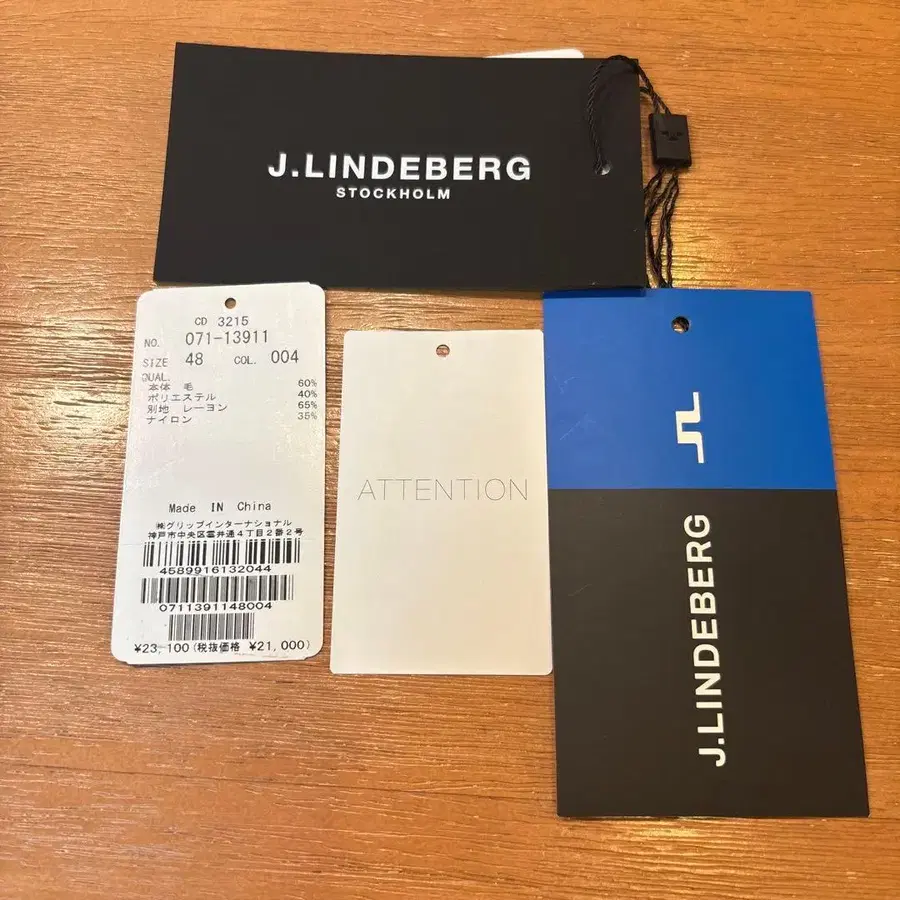 J.LINDEBERG
STOCKHOLM
CD 3215
NO. 071-13911
SIZE 48 COL. 004
QUAL.
本体 毛 60%
ポリエステル 40%
別地 レーヨン 65%
ナイロン 35%
Made IN China
㈱グリップインターナショナル
神戸市中央区雲井通4丁目2番2号
4589916132044
0711391148004
¥23,100(税抜価格 ¥21,000)
ATTENTION
J.LINDEBERG